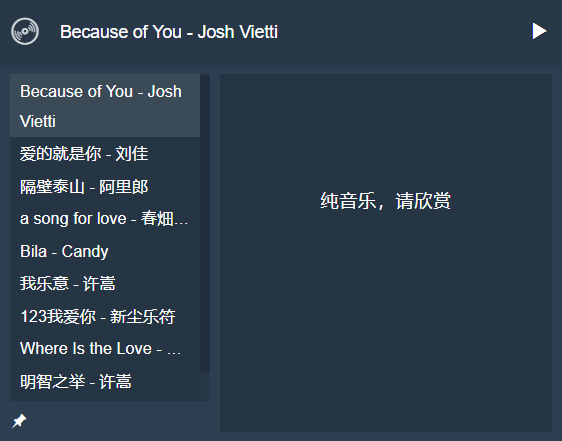 Because of You - Josh Vietti
Because of You - Josh
Vietti
爱的就是你 - 刘佳
隔壁泰山 - 阿里郎
a song for love - 春畑…
Bila - Candy
我乐意 - 许嵩
123我爱你 - 新尘乐符
Where Is the Love - …
明智之举 - 许嵩
纯音乐，请欣赏